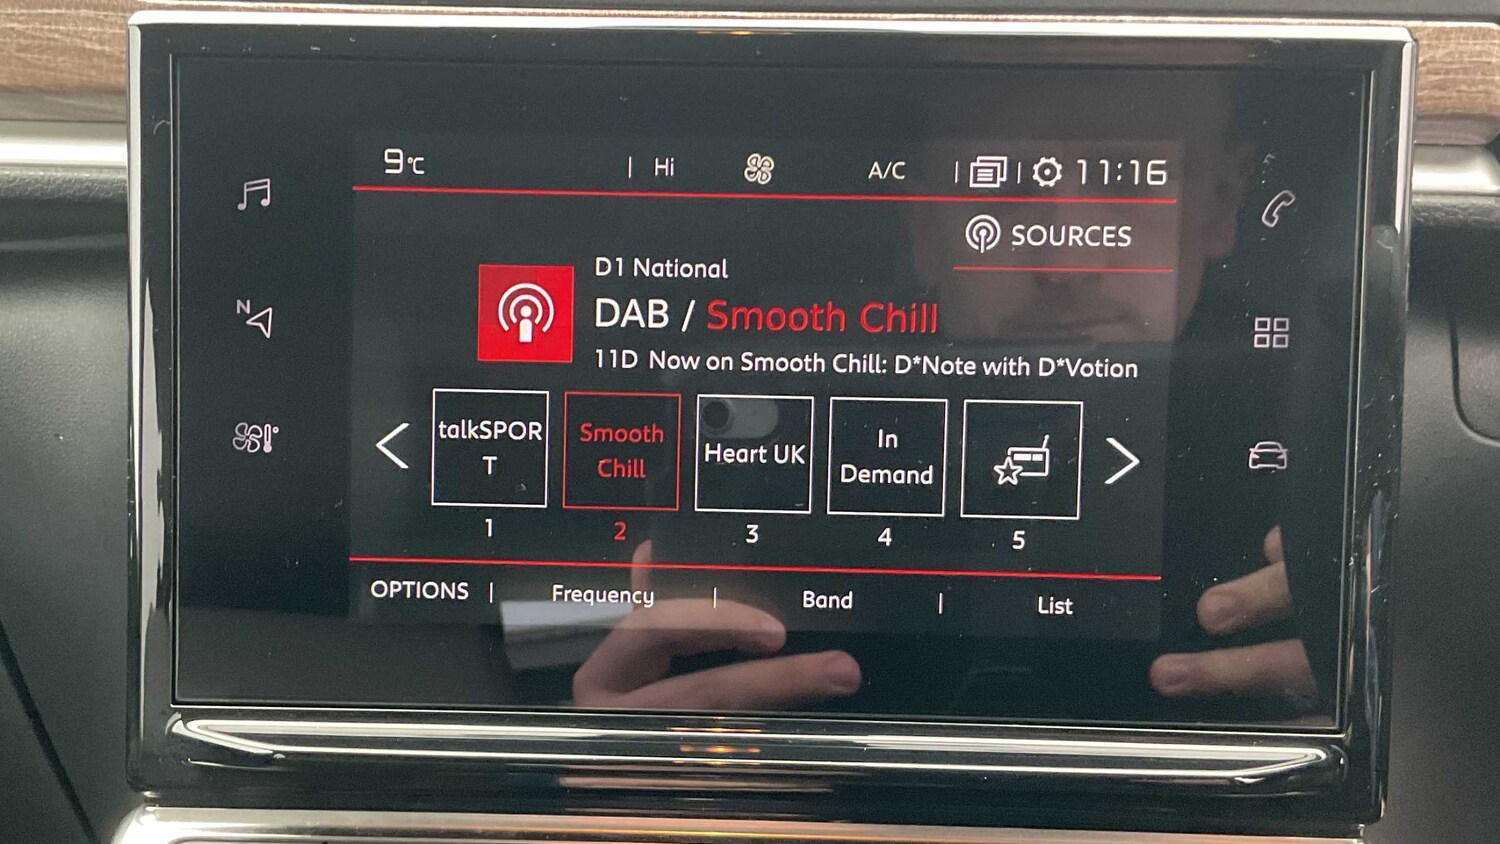 9°C | Hi A/C | | 11:16
SOURCES
D1 National
DAB / Smooth Chill
11D Now on Smooth Chill: D*Note with D*Votion
N
talkSPOR
T
Smooth
Chill
Heart UK
In
Demand
1 2 3 4 5
OPTIONS | Frequency | Band | List